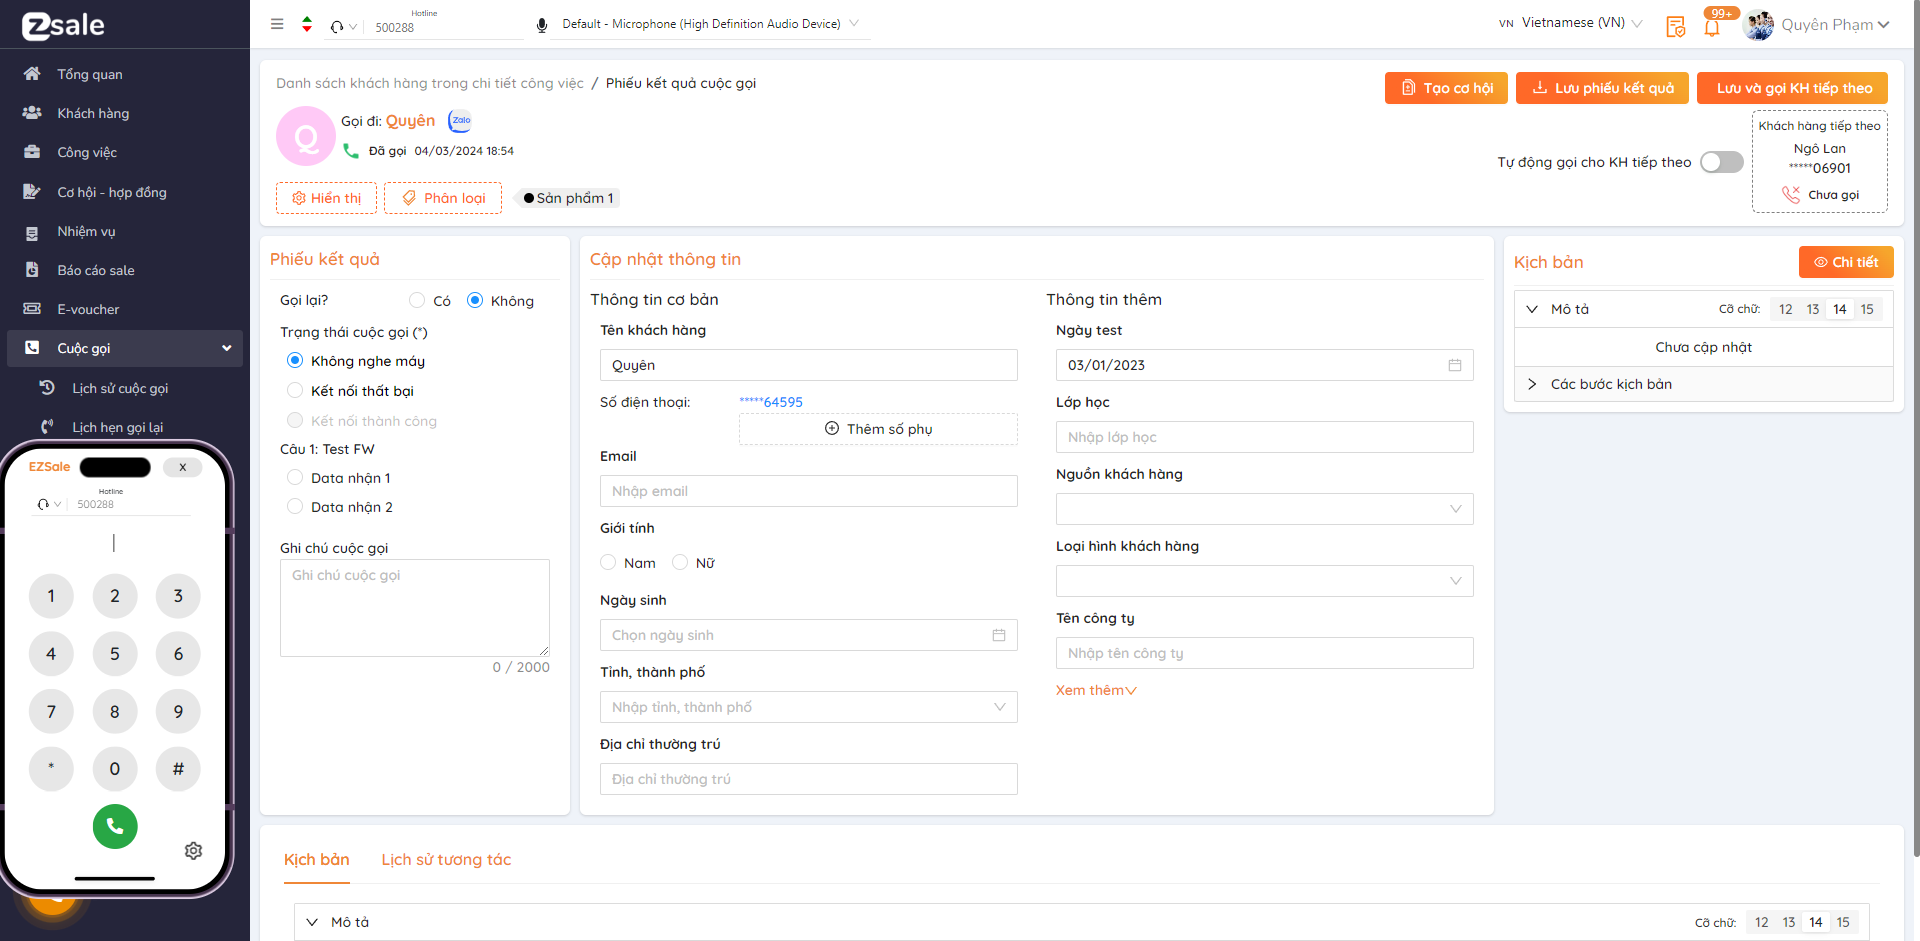 ezsale
Tổng quan
Khách hàng
Công việc
Cơ hội - hợp đồng
Nhiệm vụ
Báo cáo sale
E-voucher
Cuộc gọi
Lịch sử cuộc gọi
Lịch hẹn gọi lại
EZSale
x
Hotline
500288
1 2 3
4 5 6
7 8 9
* 0 #
Hotline
500288
Default - Microphone (High Definition Audio Device)
VN Vietnamese (VN)
99+
Quyên Phạm
Danh sách khách hàng trong chi tiết công việc / Phiếu kết quả cuộc gọi
Tạo cơ hội
Lưu phiếu kết quả
Lưu và gọi KH tiếp theo
Q
Gọi đi: Quyên Zalo
Đã gọi 04/03/2024 18:54
Hiển thị
Phân loại
Sản phẩm 1
Tự động gọi cho KH tiếp theo
Khách hàng tiếp theo
Ngô Lan
*****06901
Chưa gọi
Phiếu kết quả
Gọi lại? Có Không
Trạng thái cuộc gọi (*)
Không nghe máy
Kết nối thất bại
Kết nối thành công
Câu 1: Test FW
Data nhận 1
Data nhận 2
Ghi chú cuộc gọi
Ghi chú cuộc gọi
0 / 2000
Cập nhật thông tin
Thông tin cơ bản
Tên khách hàng
Quyên
Số điện thoại: *****64595
Thêm số phụ
Email
Nhập email
Giới tính
Nam Nữ
Ngày sinh
Chọn ngày sinh
Tỉnh, thành phố
Nhập tỉnh, thành phố
Địa chỉ thường trú
Địa chỉ thường trú
Thông tin thêm
Ngày test
03/01/2023
Lớp học
Nhập lớp học
Nguồn khách hàng
Loại hình khách hàng
Tên công ty
Nhập tên công ty
Xem thêm
Kịch bản
Chi tiết
Mô tả Cỡ chữ: 12 13 14 15
Chưa cập nhật
Các bước kịch bản
Kịch bản Lịch sử tương tác
Mô tả Cỡ chữ: 12 13 14 15